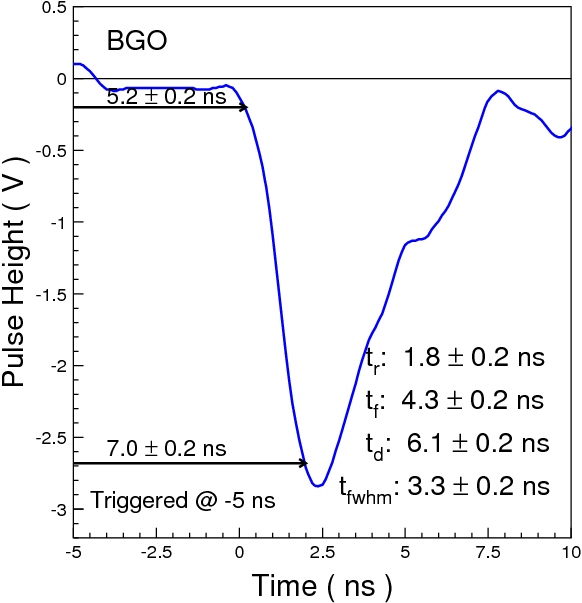 0.5
BGO
0
5.2 ± 0.2 ns
-0.5
-1
-1.5
-2
-2.5
-3
Pulse Height ( V )
tr: 1.8 ± 0.2 ns
tf: 4.3 ± 0.2 ns
td: 6.1 ± 0.2 ns
tfwhm: 3.3 ± 0.2 ns
7.0 ± 0.2 ns
Triggered @ -5 ns
-5 -2.5 0 2.5 5 7.5 10
Time ( ns )